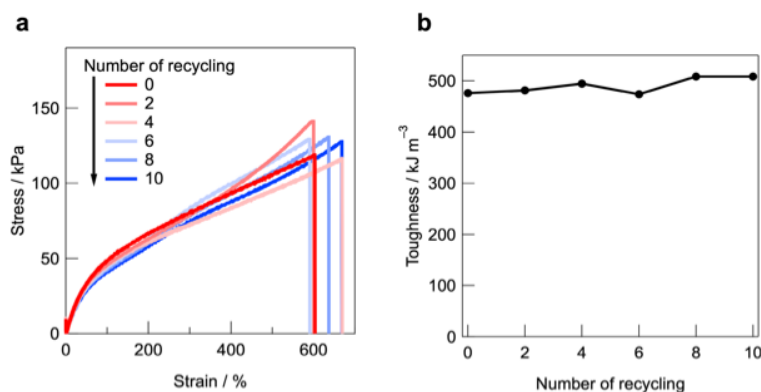 a
Number of recycling
0
2
4
6
8
10
150
100
50
0
Stress / kPa
0 200 400 600
Strain / %
b
500
400
300
200
100
0
Toughness / kJ m⁻³
0 2 4 6 8 10
Number of recycling